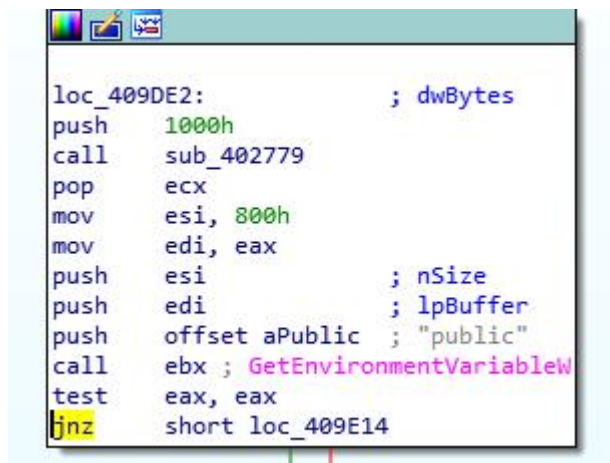 loc_409DE2: ; dwBytes
push 1000h
call sub_402779
pop ecx
mov esi, 800h
mov edi, eax
push esi ; nSize
push edi ; lpBuffer
push offset aPublic ; "public"
call ebx ; GetEnvironmentVariableW
test eax, eax
jnz short loc_409E14